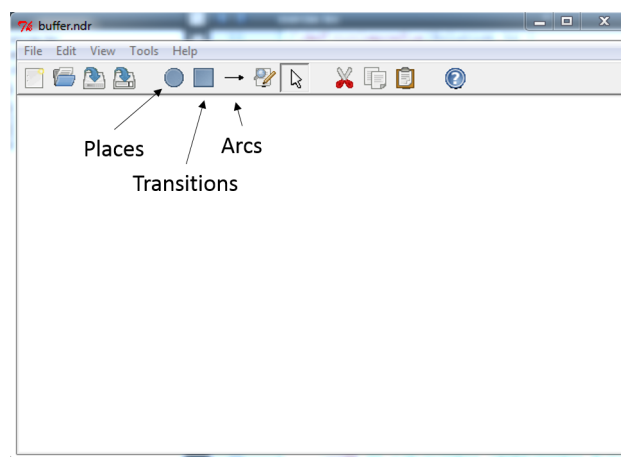 buffer.ndr
File Edit View Tools Help
Places
Arcs
Transitions